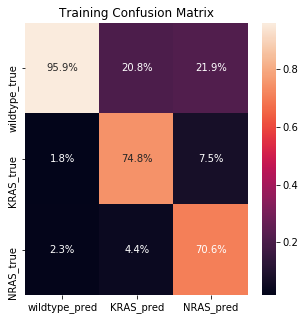 Training Confusion Matrix
wildtype_true
95.9% 20.8% 21.9%
KRAS_true
1.8% 74.8% 7.5%
NRAS_true
2.3% 4.4% 70.6%
wildtype_pred KRAS_pred NRAS_pred
0.8
0.6
0.4
0.2